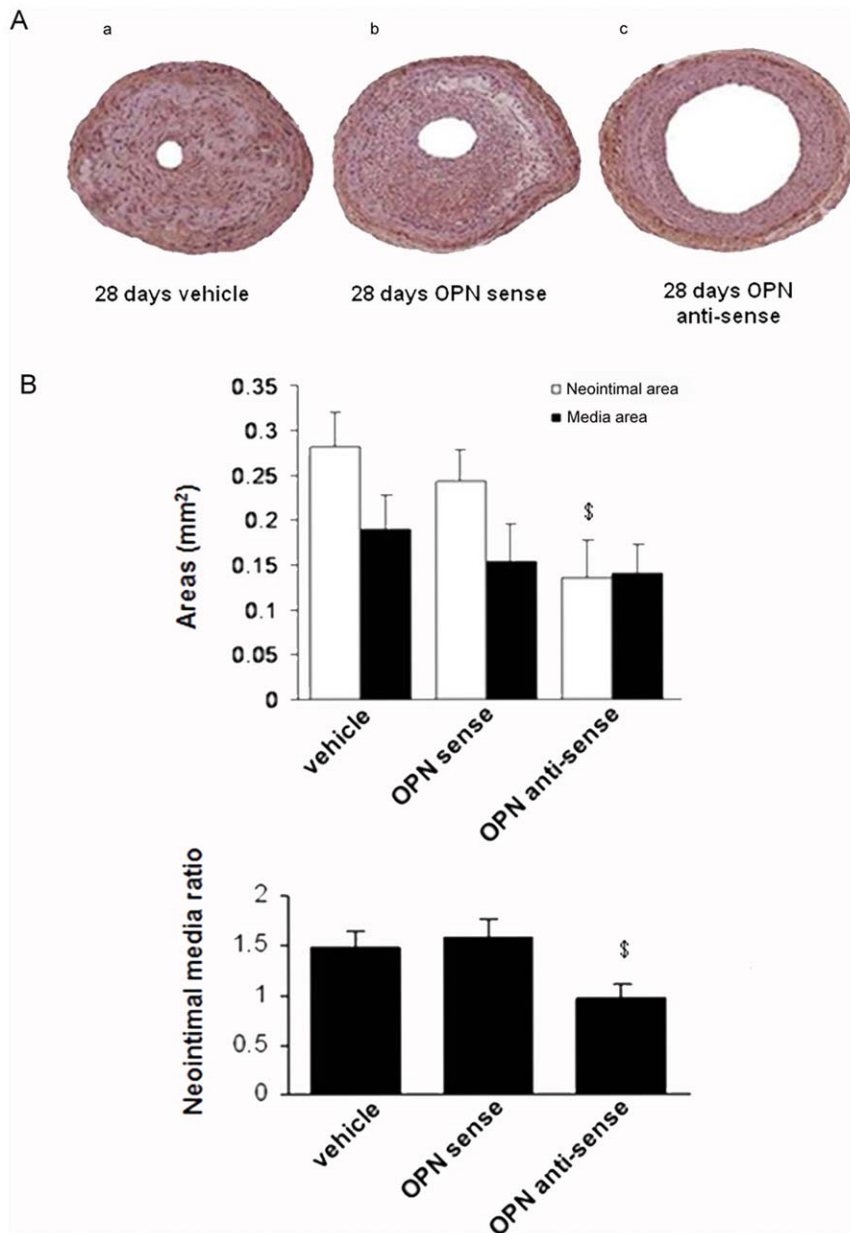 A
a
b
c
28 days vehicle
28 days OPN sense
28 days OPN
anti-sense
B
Neointimal area
Media area
Areas (mm²)
0.35
0.3
0.25
0.2
0.15
0.1
0.05
0
$
vehicle
OPN sense
OPN anti-sense
Neointimal media ratio
2
1.5
1
0.5
0
$
vehicle
OPN sense
OPN anti-sense